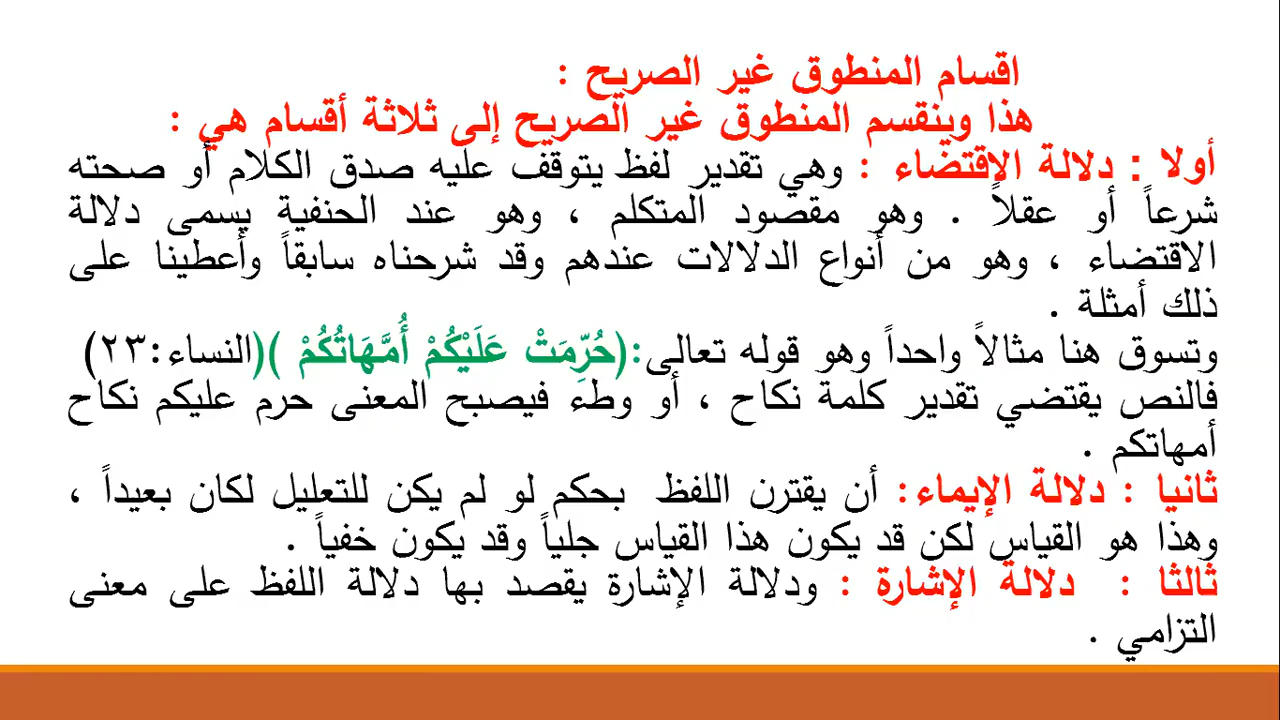 اقسام المنطوق غير الصريح :
هذا وينقسم المنطوق غير الصريح إلى ثلاثة أقسام هي :
أولا : دلالة الاقتضاء : وهي تقدير لفظ يتوقف عليه صدق الكلام أو صحته
شرعاً أو عقلاً . وهو مقصود المتكلم ، وهو عند الحنفية يسمى دلالة
الاقتضاء ، وهو من أنواع الدلالات عندهم وقد شرحناه سابقاً وأعطينا على
ذلك أمثلة .
وتسوق هنا مثالاً واحداً وهو قوله تعالى:(حُرِّمَتْ عَلَيْكُمْ أُمَّهَاتُكُمْ )(النساء:٢٣)
فالنص يقتضي تقدير كلمة نكاح ، أو وطء فيصبح المعنى حرم عليكم نكاح
أمهاتكم .
ثانيا : دلالة الإيماء: أن يقترن اللفظ بحكم لو لم يكن للتعليل لكان بعيداً ،
وهذا هو القياس لكن قد يكون هذا القياس جلياً وقد يكون خفياً .
ثالثا : دلالة الإشارة : ودلالة الإشارة يقصد بها دلالة اللفظ على معنى
التزامي .